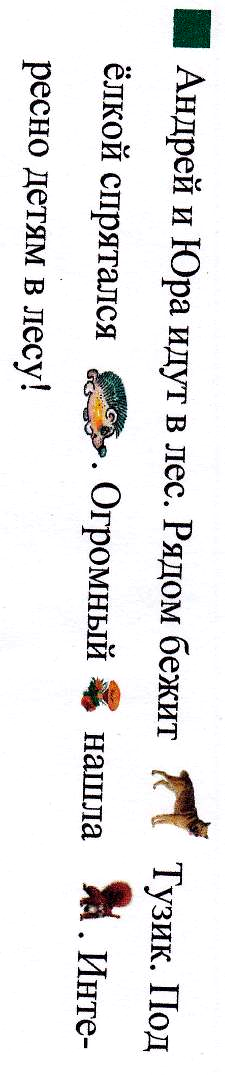 Андрей и Юра идут в лес. Рядом бежит Тузик. Под
ёлкой спрятался . Огромный нашла . Инте-
ресно детям в лесу!